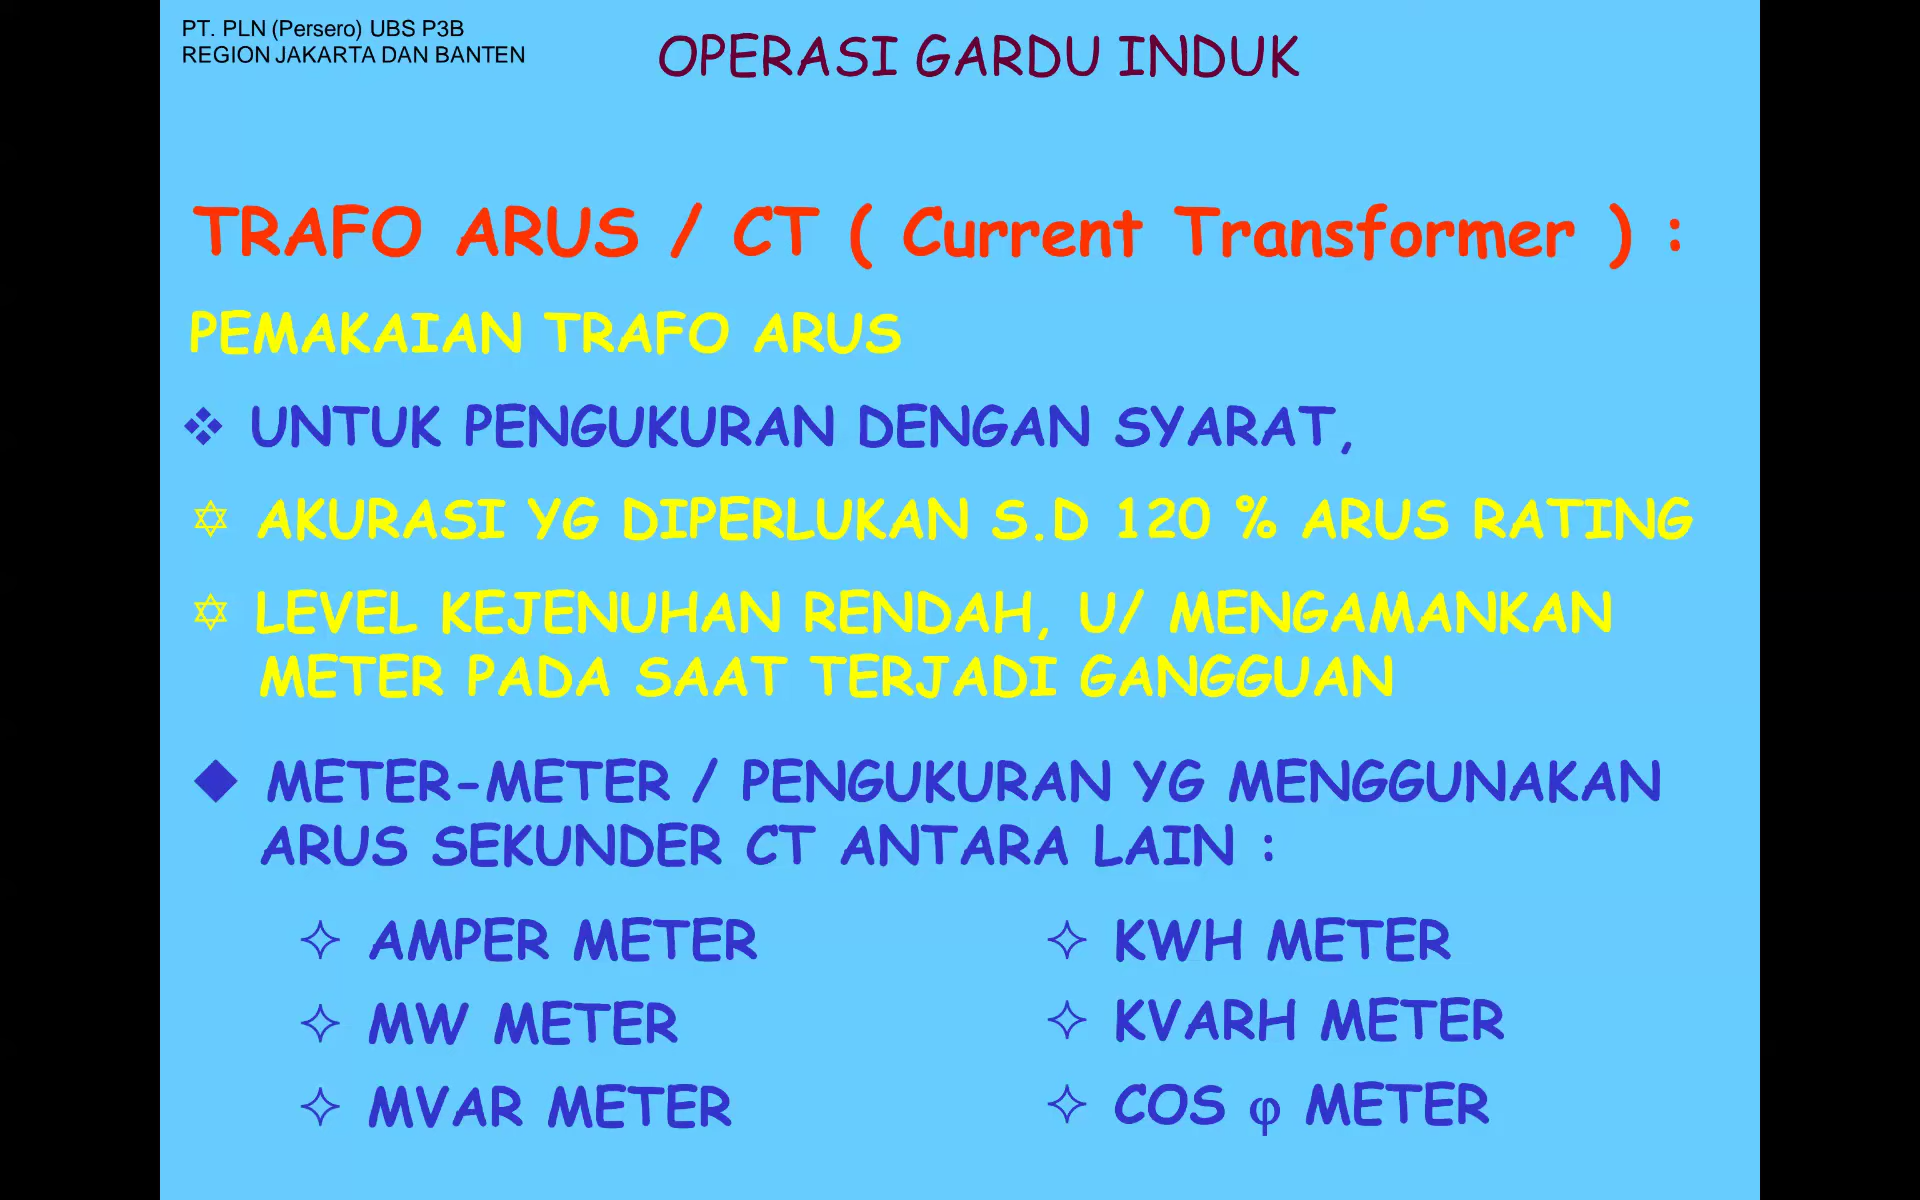 PT. PLN (Persero) UBS P3B
REGION JAKARTA DAN BANTEN
OPERASI GARDU INDUK
TRAFO ARUS / CT ( Current Transformer ) :
PEMAKAIAN TRAFO ARUS
❖ UNTUK PENGUKURAN DENGAN SYARAT,
✡ AKURASI YG DIPERLUKAN S.D 120 % ARUS RATING
✡ LEVEL KEJENUHAN RENDAH, U/ MENGAMANKAN
METER PADA SAAT TERJADI GANGGUAN
◆ METER-METER / PENGUKURAN YG MENGGUNAKAN
ARUS SEKUNDER CT ANTARA LAIN :
✧ AMPER METER
✧ MW METER
✧ MVAR METER
✧ KWH METER
✧ KVARH METER
✧ COS φ METER